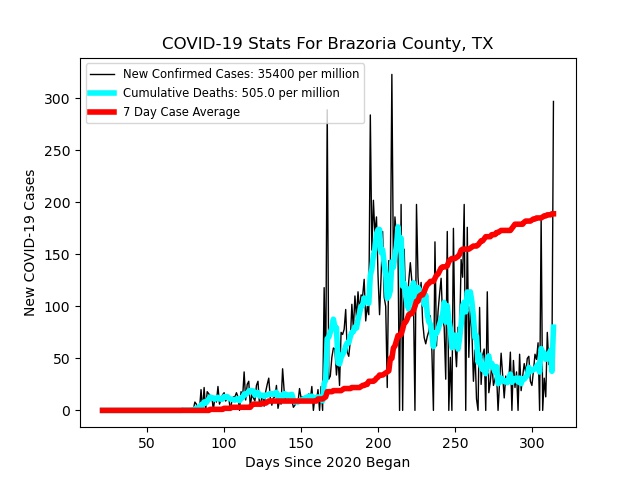 COVID-19 Stats For Brazoria County, TX
New Confirmed Cases: 35400 per million
Cumulative Deaths: 505.0 per million
7 Day Case Average
New COVID-19 Cases
300
250
200
150
100
50
0
50
100
150
200
250
300
Days Since 2020 Began